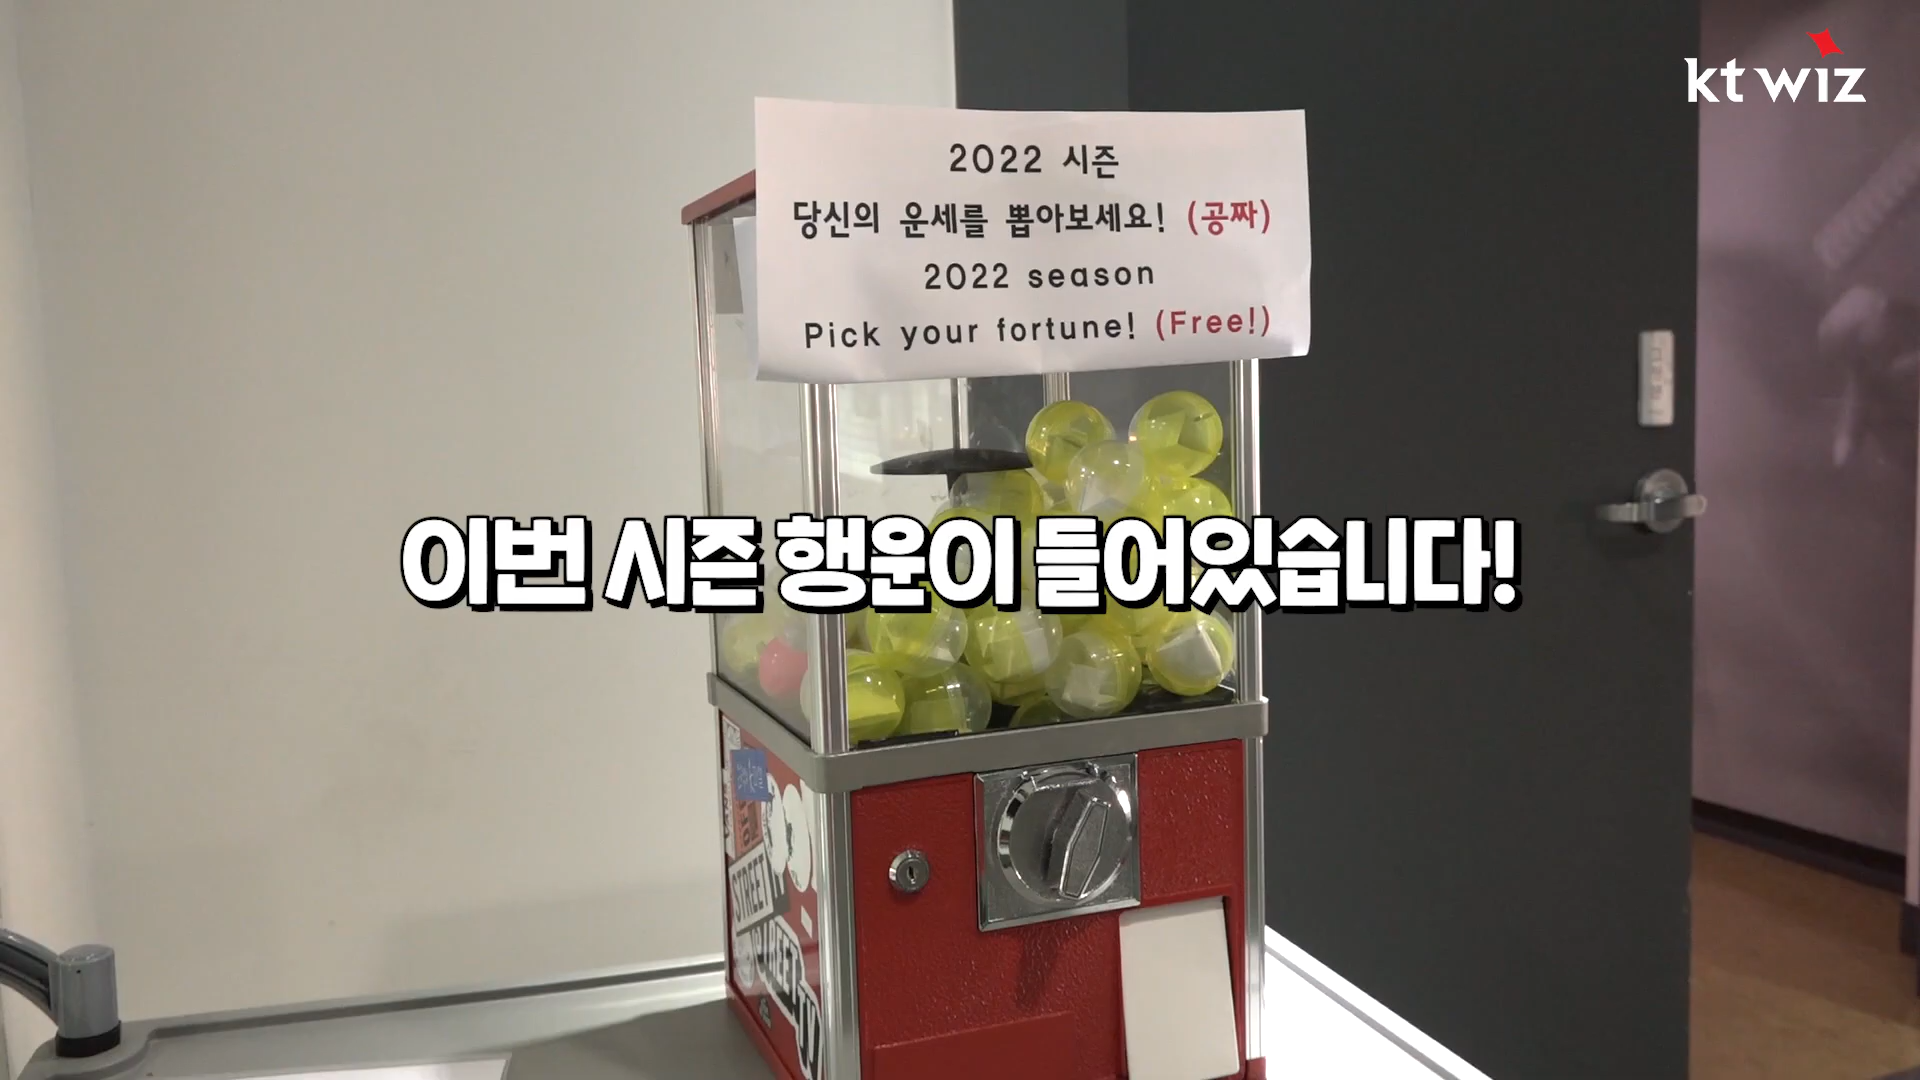 kt wiz
2022 시즌
당신의 운세를 뽑아보세요! (공짜)
2022 season
Pick your fortune! (Free!)
이번 시즌 행운이 들어있습니다!
STREET